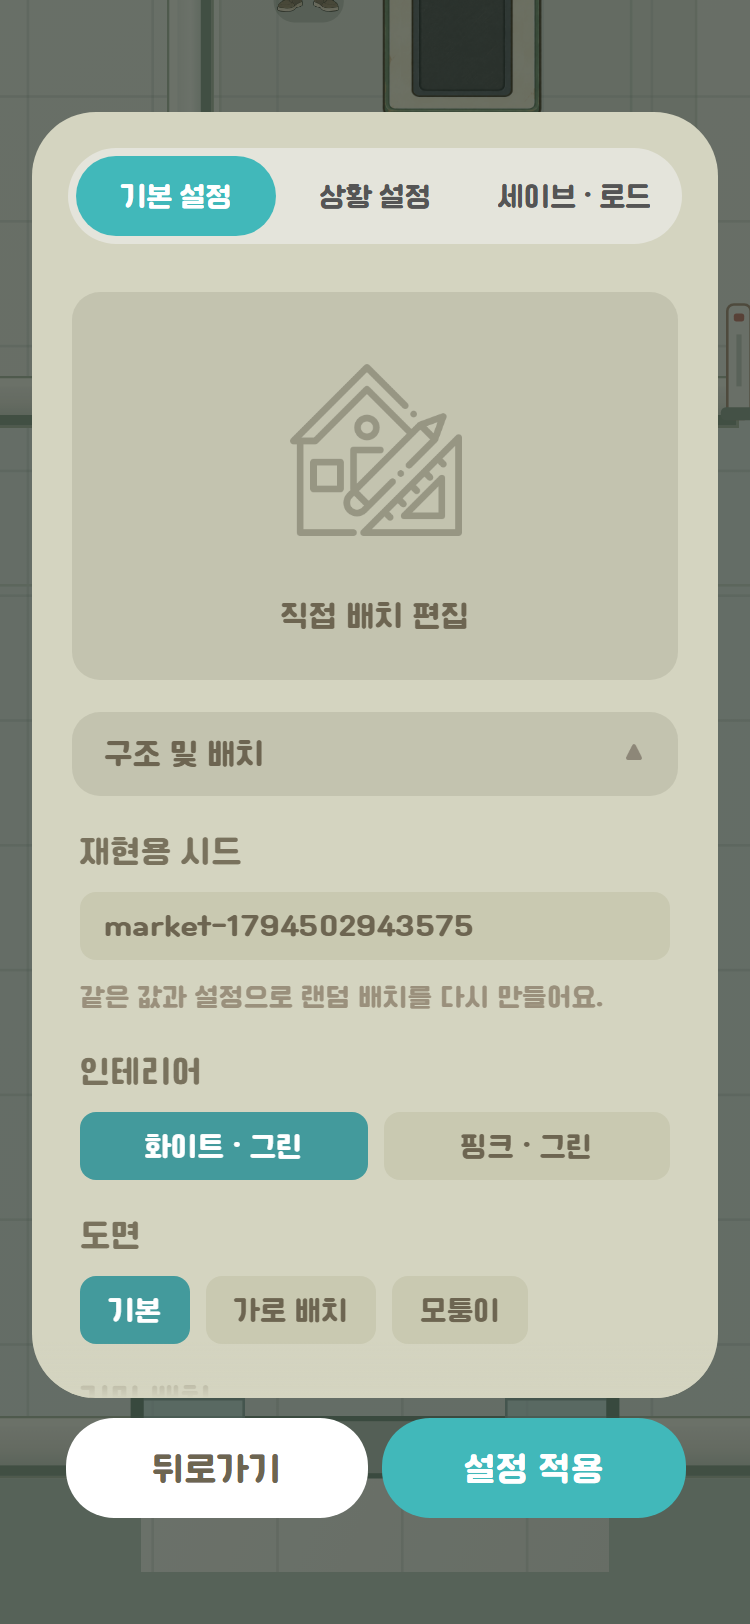 기본 설정
상황 설정
세이브 · 로드
직접 배치 편집
구조 및 배치
재현용 시드
market-1794502943575
같은 값과 설정으로 랜덤 배치를 다시 만들어요.
인테리어
화이트 · 그린
핑크 · 그린
도면
기본
가로 배치
모퉁이
뒤로가기
설정 적용